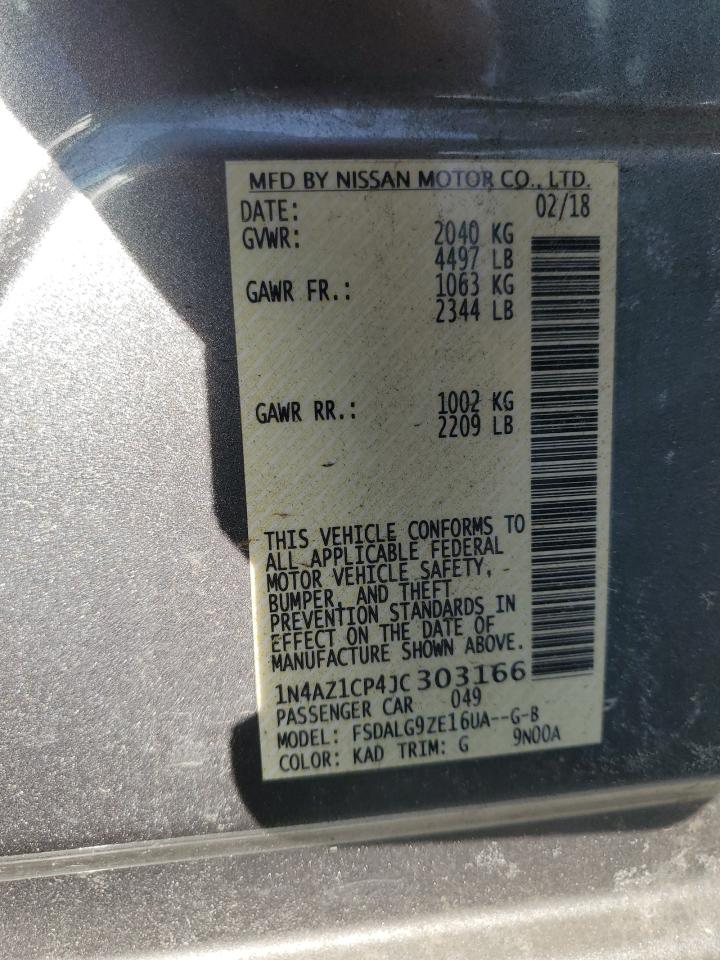 MFD BY NISSAN MOTOR CO., LTD.
DATE: 02/18
GVWR: 2040 KG
4497 LB
GAWR FR.: 1063 KG
2344 LB
GAWR RR.: 1002 KG
2209 LB
THIS VEHICLE CONFORMS TO
ALL APPLICABLE FEDERAL
MOTOR VEHICLE SAFETY,
BUMPER, AND THEFT
PREVENTION STANDARDS IN
EFFECT ON THE DATE OF
MANUFACTURE SHOWN ABOVE.
1N4AZ1CP4JC303166
PASSENGER CAR 049
MODEL: FSDALG9ZE16UA--G-B
COLOR: KAD TRIM: G 9N00A